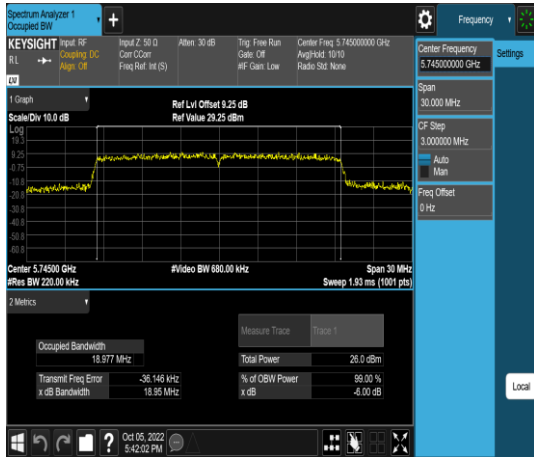 Spectrum Analyzer 1
Occupied BW
Frequency
KEYSIGHT
Input: RF
Coupling: DC
Align: Off
Input Z: 50 Ω
Corr CCorr
Freq Ref: Int (S)
Atten: 30 dB
Trig: Free Run
Gate: Off
#IF Gain: Low
Center Freq: 5.745000000 GHz
Avg|Hold: 10/10
Radio Std: None
R L
LXI
Center Frequency
5.745000000 GHz
Settings
Span
30.000 MHz
CF Step
3.000000 MHz
Auto
Man
Freq Offset
0 Hz
1 Graph
Scale/Div 10.0 dB
Ref Lvl Offset 9.25 dB
Ref Value 29.25 dBm
Log
19.3
9.25
-0.75
-10.8
-20.8
-30.8
-40.8
-50.8
-60.8
Center 5.74500 GHz
#Res BW 220.00 kHz
#Video BW 680.00 kHz
Span 30 MHz
Sweep 1.93 ms (1001 pts)
2 Metrics
Measure Trace
Trace 1
Occupied Bandwidth
18.977 MHz
Total Power
26.0 dBm
Transmit Freq Error
-36.146 kHz
% of OBW Power
99.00 %
x dB Bandwidth
18.95 MHz
x dB
-6.00 dB
Local
?
Oct 05, 2022
5:42:02 PM